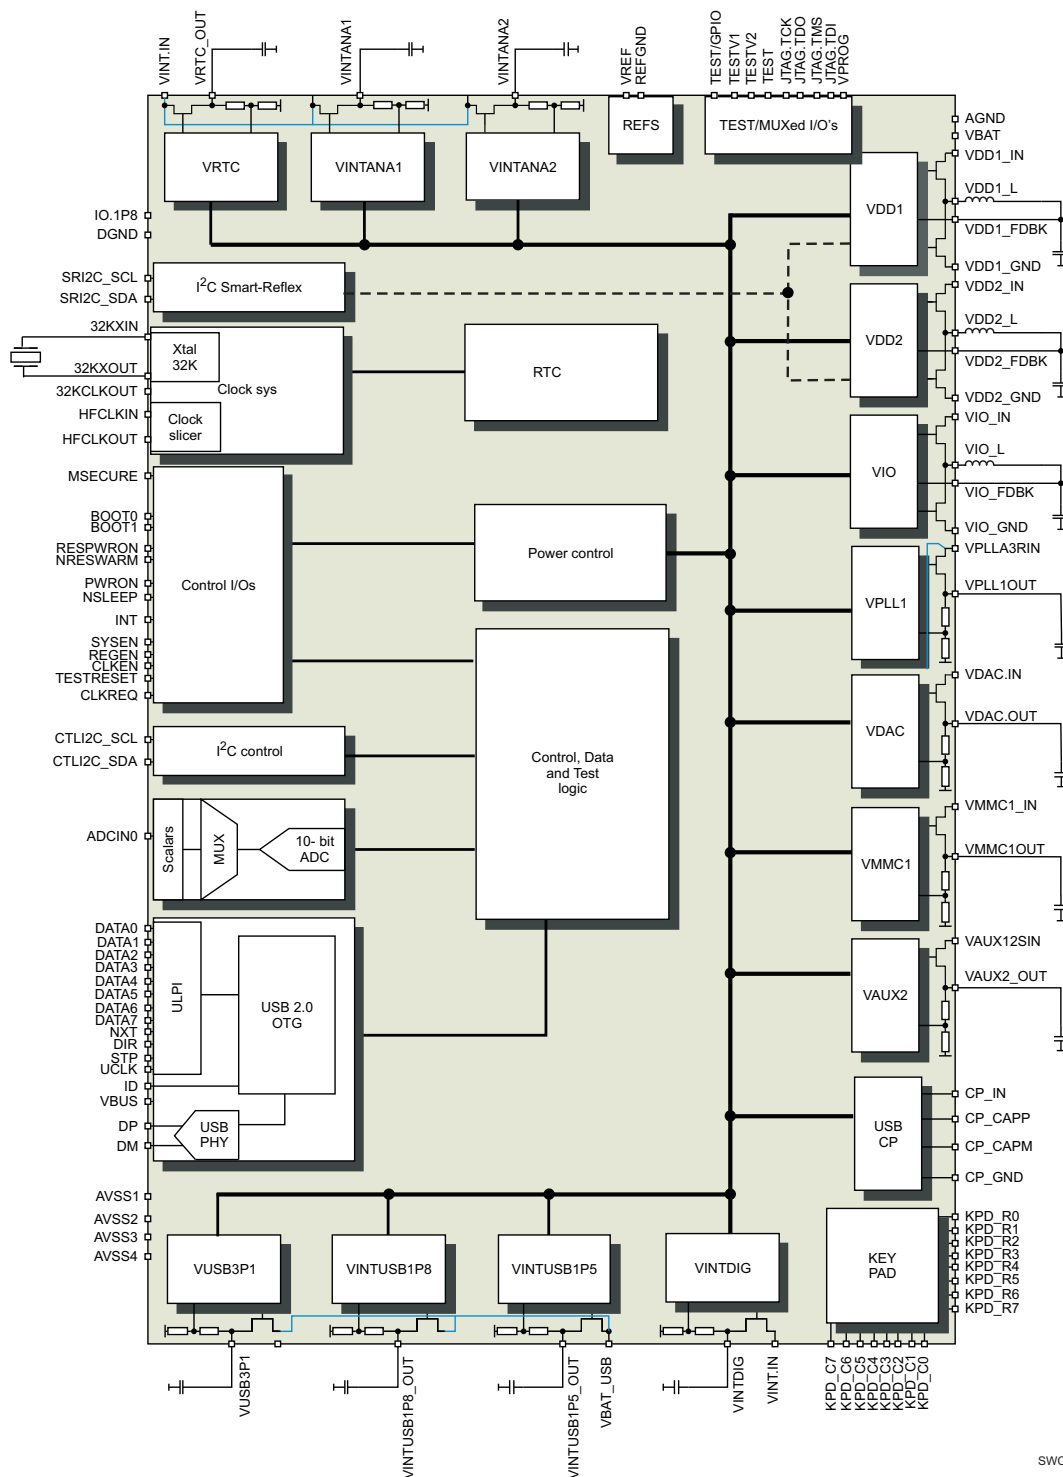 VINT.IN
VRTC_OUT
VINTANA1
VINTANA2
VREF
REFGND
TEST/GPIO
TESTV1
TESTV2
TEST
JTAG.TCK
JTAG.TDO
JTAG.TMS
JTAG.TDI
VPROG
VRTC
VINTANA1
VINTANA2
REFS
TEST/MUXed I/O's
AGND
VBAT
VDD1_IN
VDD1_L
VDD1_FDBK
VDD1_GND
VDD1
IO.1P8
DGND
SRI2C_SCL
SRI2C_SDA
I2C Smart-Reflex
VDD2_IN
VDD2_L
VDD2_FDBK
VDD2_GND
VDD2
32KXIN
32KXOUT
32KCLKOUT
HFCLKIN
HFCLKOUT
Xtal
32K
Clock sys
Clock
slicer
RTC
VIO_IN
VIO_L
VIO_FDBK
VIO_GND
VIO
MSECURE
BOOT0
BOOT1
RESPWRON
NRESWARM
PWRON
NSLEEP
INT
SYSEN
REGEN
CLKEN
TESTRESET
CLKREQ
Control I/Os
Power control
VPLLA3RIN
VPLL1OUT
VPLL1
VDAC.IN
VDAC.OUT
VDAC
CTLI2C_SCL
CTLI2C_SDA
I2C control
Control, Data
and Test
logic
ADCIN0
Scalars
MUX
10- bit
ADC
VMMC1_IN
VMMC1OUT
VMMC1
DATA0
DATA1
DATA2
DATA3
DATA4
DATA5
DATA6
DATA7
NXT
DIR
STP
UCLK
ID
VBUS
DP
DM
ULPI
USB 2.0
OTG
USB
PHY
VAUX12SIN
VAUX2_OUT
VAUX2
USB
CP
CP_IN
CP_CAPP
CP_CAPM
CP_GND
AVSS1
AVSS2
AVSS3
AVSS4
VUSB3P1
VINTUSB1P8
VINTUSB1P5
VINTDIG
KEY
PAD
KPD_R0
KPD_R1
KPD_R2
KPD_R3
KPD_R4
KPD_R5
KPD_R6
KPD_R7
VUSB3P1
VINTUSB1P8_OUT
VINTUSB1P5_OUT
VBAT_USB
VINTDIG
VINT.IN
KPD_C7
KPD_C6
KPD_C5
KPD_C4
KPD_C3
KPD_C2
KPD_C1
KPD_C0